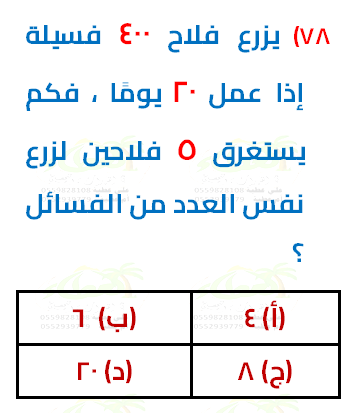 ٧٨) يزرع فلاح ٤٠٠ فسيلة
إذا عمل ٢٠ يومًا ، فكم
يستغرق ٥ فلاحين لزرع
نفس العدد من الفسائل
؟
(أ) ٤ (ب) ٦
(ج) ٨ (د) ٢٠